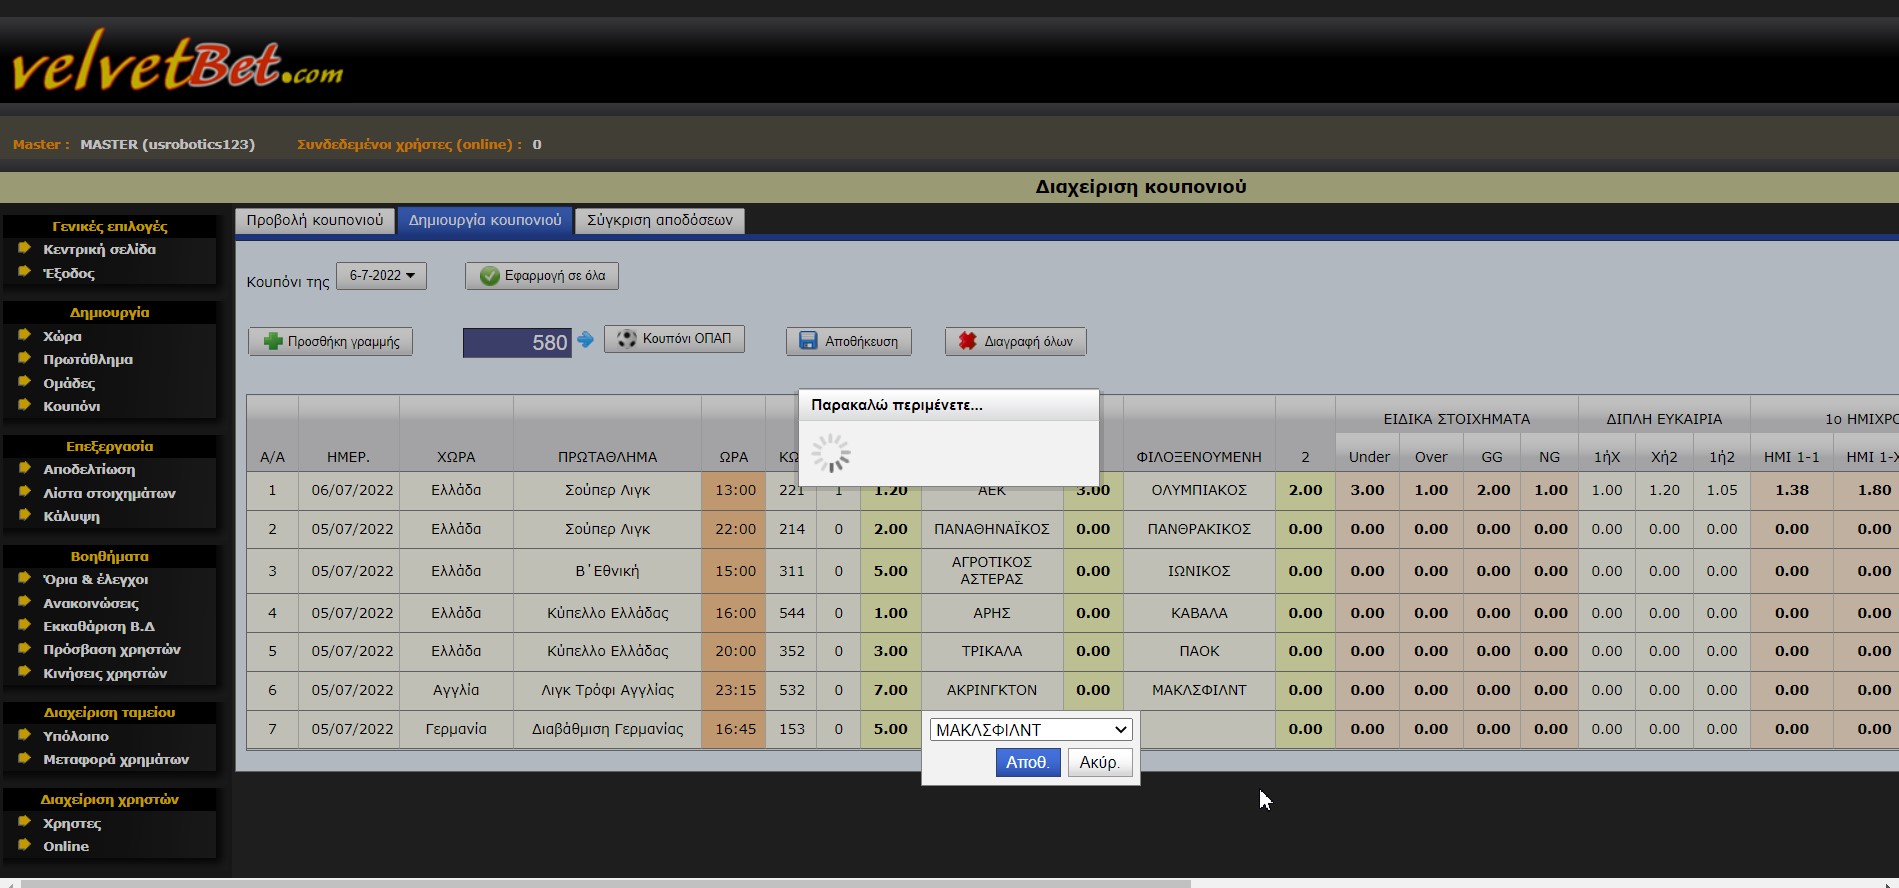 velvetBet.com
Master : MASTER (usrobotics123) Συνδεδεμένοι χρήστες (online) : 0
Διαχείριση κουπονιού
Γενικές επιλογές
Κεντρική σελίδα
Έξοδος
Δημιουργία
Χώρα
Πρωτάθλημα
Ομάδες
Κουπόνι
Επεξεργασία
Αποδελτίωση
Λίστα στοιχημάτων
Κάλυψη
Βοηθήματα
Όρια & έλεγχοι
Ανακοινώσεις
Εκκαθάριση Β.Δ
Πρόσβαση χρηστών
Κινήσεις χρηστών
Διαχείριση ταμείου
Υπόλοιπο
Μεταφορά χρημάτων
Διαχείριση χρηστών
Χρηστες
Online
Προβολή κουπονιού Δημιουργία κουπονιού Σύγκριση αποδόσεων
Κουπόνι της 6-7-2022 Εφαρμογή σε όλα
Προσθήκη γραμμής 580 Κουπόνι ΟΠΑΠ Αποθήκευση Διαγραφή όλων
Παρακαλώ περιμένετε...
ΕΙΔΙΚΑ ΣΤΟΙΧΗΜΑΤΑ ΔΙΠΛΗ ΕΥΚΑΙΡΙΑ 1ο ΗΜΙΧΡΟ
Α/Α ΗΜΕΡ. ΧΩΡΑ ΠΡΩΤΑΘΛΗΜΑ ΩΡΑ ΚΩ ΦΙΛΟΞΕΝΟΥΜΕΝΗ 2 Under Over GG NG 1ήΧ Χή2 1ή2 ΗΜΙ 1-1 ΗΜΙ 1-Χ
1 06/07/2022 Ελλάδα Σούπερ Λιγκ 13:00 221 1 1.20 ΑΕΚ 3.00 ΟΛΥΜΠΙΑΚΟΣ 2.00 3.00 1.00 2.00 1.00 1.00 1.20 1.05 1.38 1.80
2 05/07/2022 Ελλάδα Σούπερ Λιγκ 22:00 214 0 2.00 ΠΑΝΑΘΗΝΑΪΚΟΣ 0.00 ΠΑΝΘΡΑΚΙΚΟΣ 0.00 0.00 0.00 0.00 0.00 0.00 0.00 0.00 0.00 0.00
3 05/07/2022 Ελλάδα Β΄Εθνική 15:00 311 0 5.00 ΑΓΡΟΤΙΚΟΣ ΑΣΤΕΡΑΣ 0.00 ΙΩΝΙΚΟΣ 0.00 0.00 0.00 0.00 0.00 0.00 0.00 0.00 0.00 0.00
4 05/07/2022 Ελλάδα Κύπελλο Ελλάδας 16:00 544 0 1.00 ΑΡΗΣ 0.00 ΚΑΒΑΛΑ 0.00 0.00 0.00 0.00 0.00 0.00 0.00 0.00 0.00 0.00
5 05/07/2022 Ελλάδα Κύπελλο Ελλάδας 20:00 352 0 3.00 ΤΡΙΚΑΛΑ 0.00 ΠΑΟΚ 0.00 0.00 0.00 0.00 0.00 0.00 0.00 0.00 0.00 0.00
6 05/07/2022 Αγγλία Λιγκ Τρόφι Αγγλίας 23:15 532 0 7.00 ΑΚΡΙΝΓΚΤΟΝ 0.00 ΜΑΚΛΣΦΙΛΝΤ 0.00 0.00 0.00 0.00 0.00 0.00 0.00 0.00 0.00 0.00
7 05/07/2022 Γερμανία Διαβάθμιση Γερμανίας 16:45 153 0 5.00 ΜΑΚΛΣΦΙΛΝΤ 0.00 0.00 0.00 0.00 0.00 0.00 0.00 0.00 0.00 0.00
Αποθ. Ακύρ.